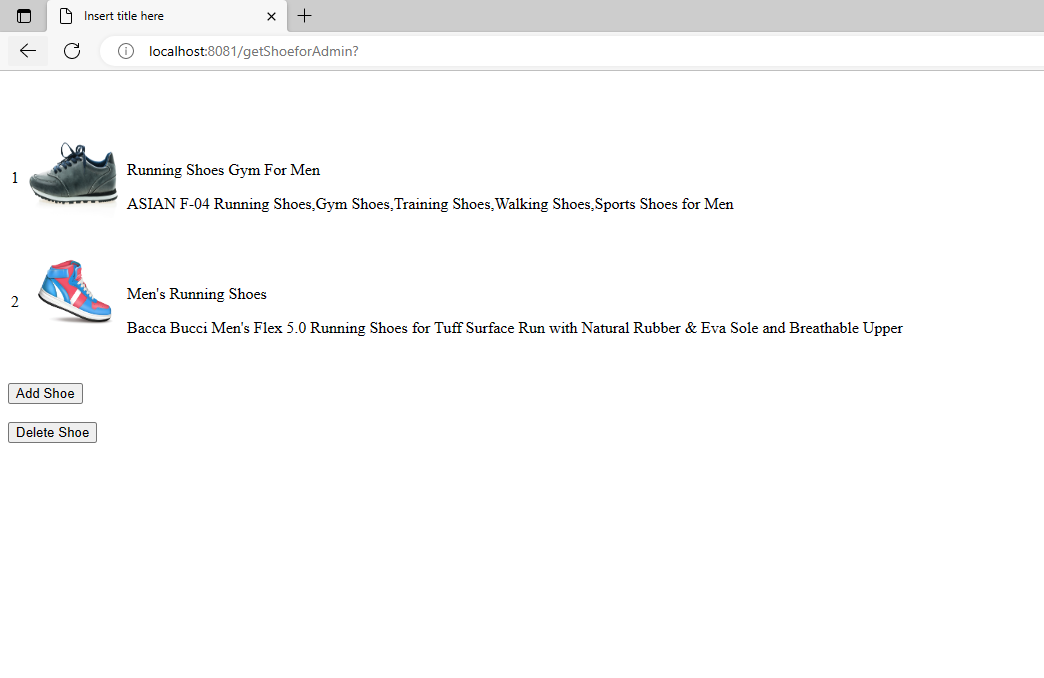 Insert title here
localhost:8081/getShoeforAdmin?
1
Running Shoes Gym For Men
ASIAN F-04 Running Shoes,Gym Shoes,Training Shoes,Walking Shoes,Sports Shoes for Men
2
Men's Running Shoes
Bacca Bucci Men's Flex 5.0 Running Shoes for Tuff Surface Run with Natural Rubber & Eva Sole and Breathable Upper
Add Shoe
Delete Shoe